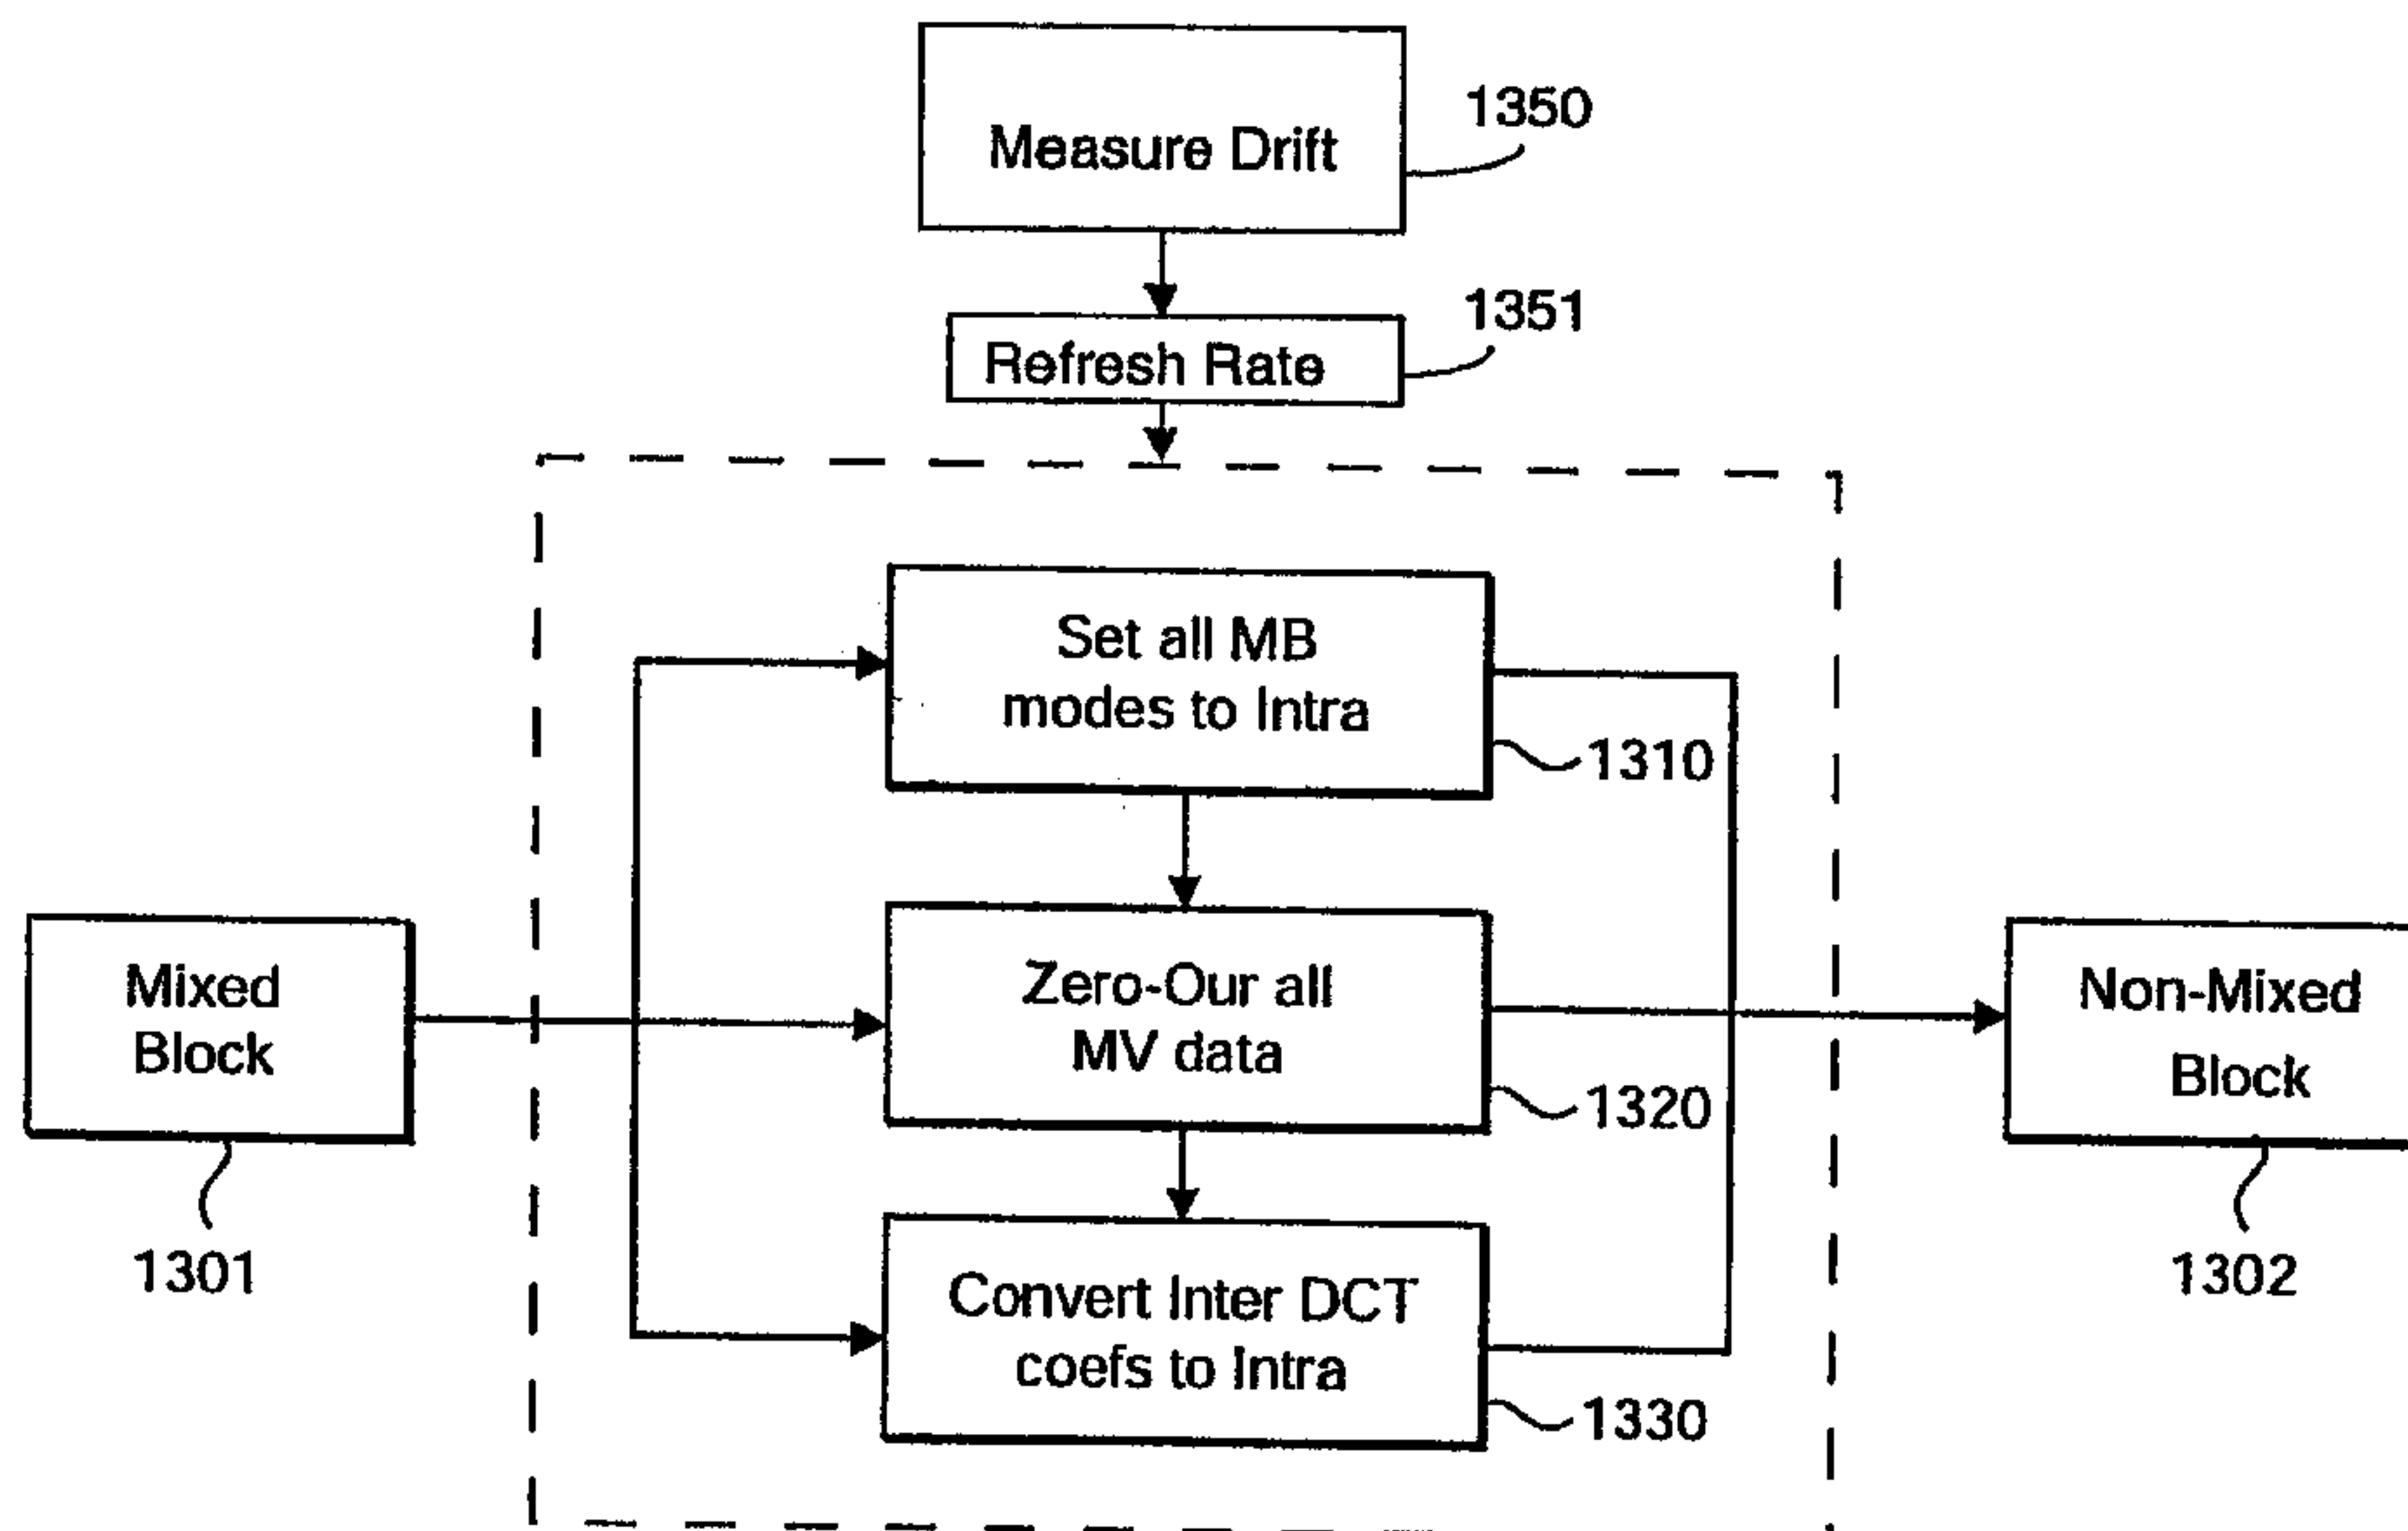 Measure Drift
1350
Refresh Rate
1351
Set all MB
modes to Intra
1310
Mixed
Block
1301
Zero-Our all
MV data
1320
Non-Mixed
Block
1302
Convert Inter DCT
coefs to Intra
1330